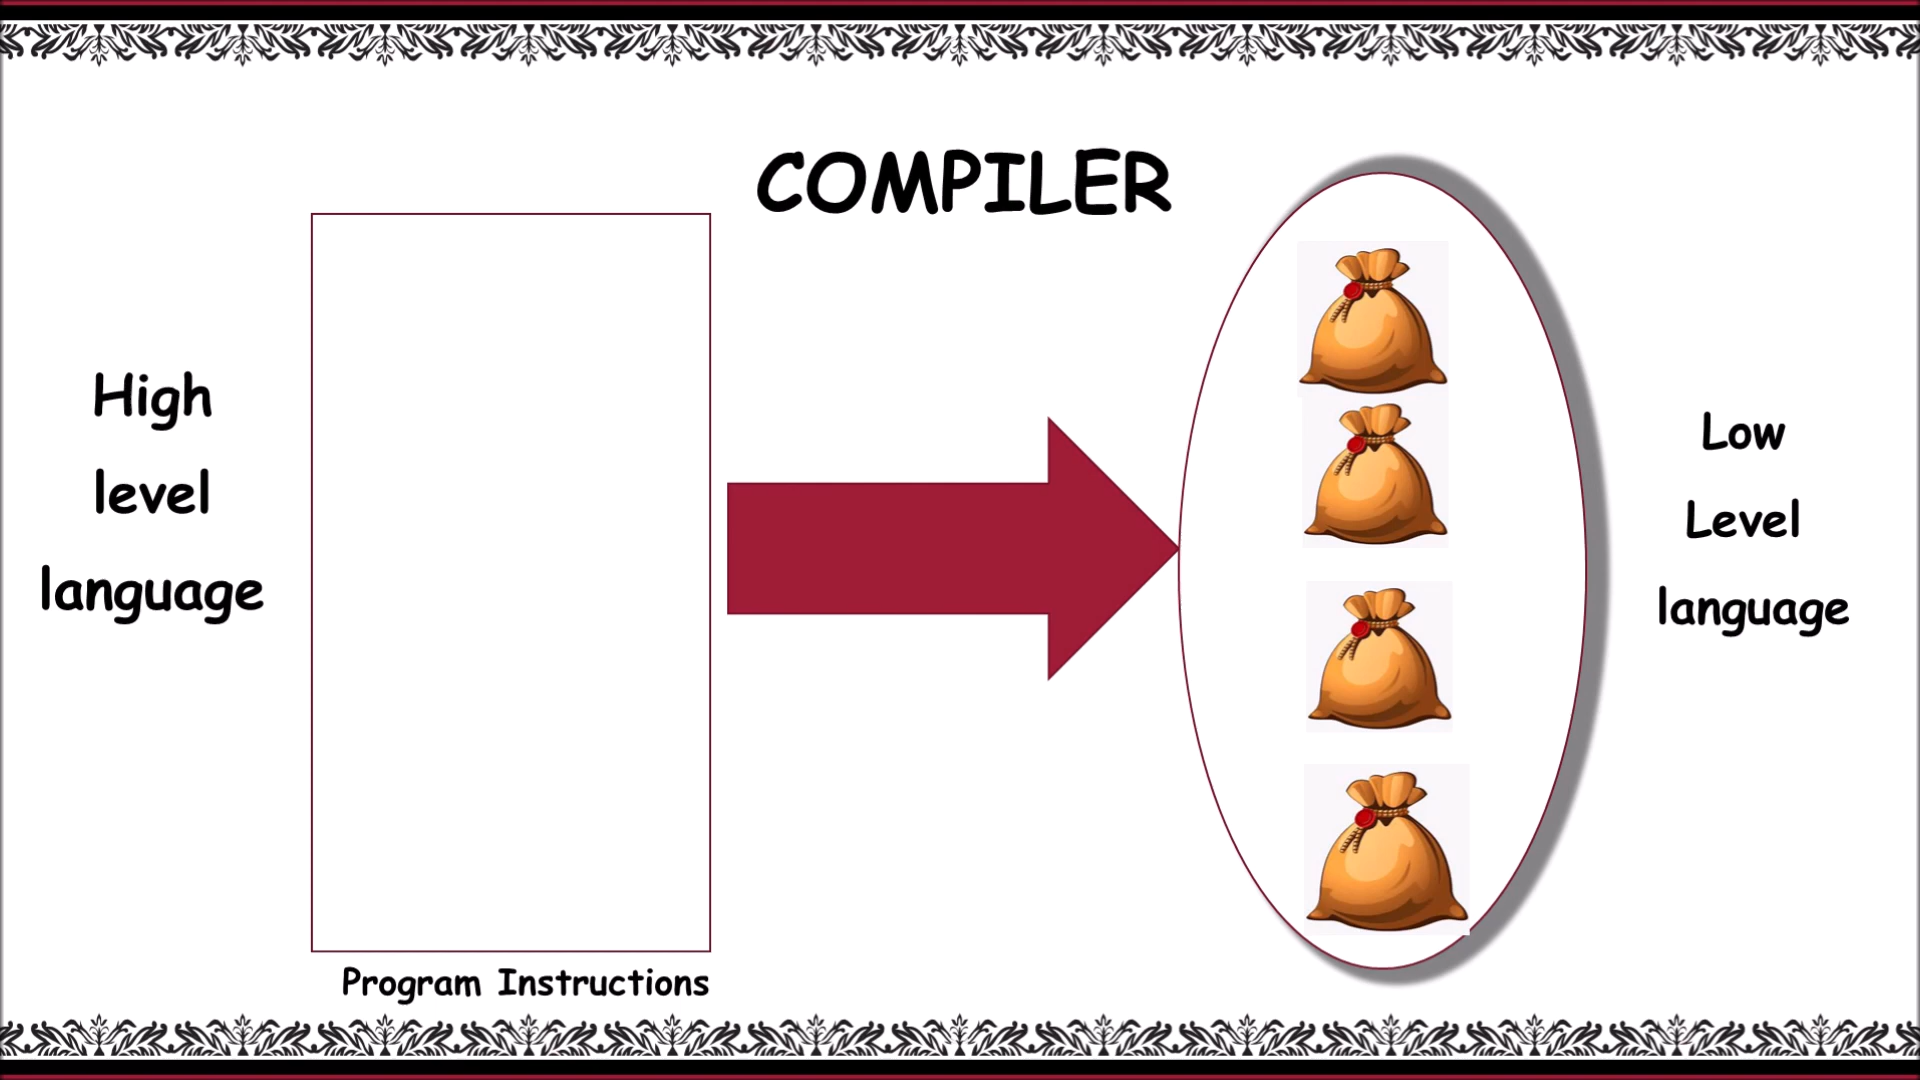 COMPILER
High
level
language
Low
Level
language
Program Instructions